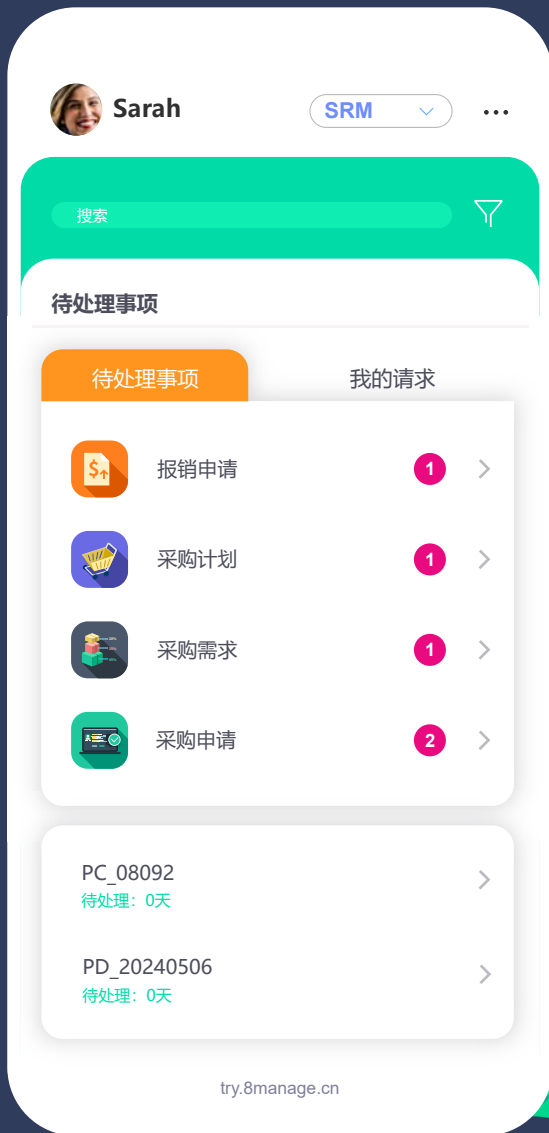 Sarah
SRM
搜索
待处理事项
待处理事项
我的请求
报销申请
1
采购计划
1
采购需求
1
采购申请
2
PC_08092
待处理：0天
PD_20240506
待处理：0天
try.8manage.cn